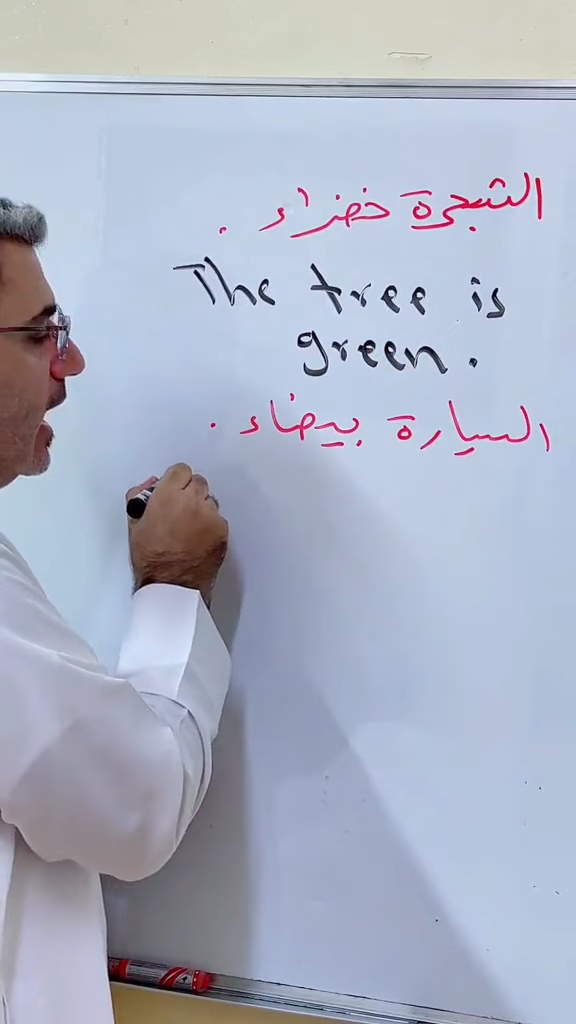 الشجرة خضراء .
The tree is
green .
السيارة بيضاء .